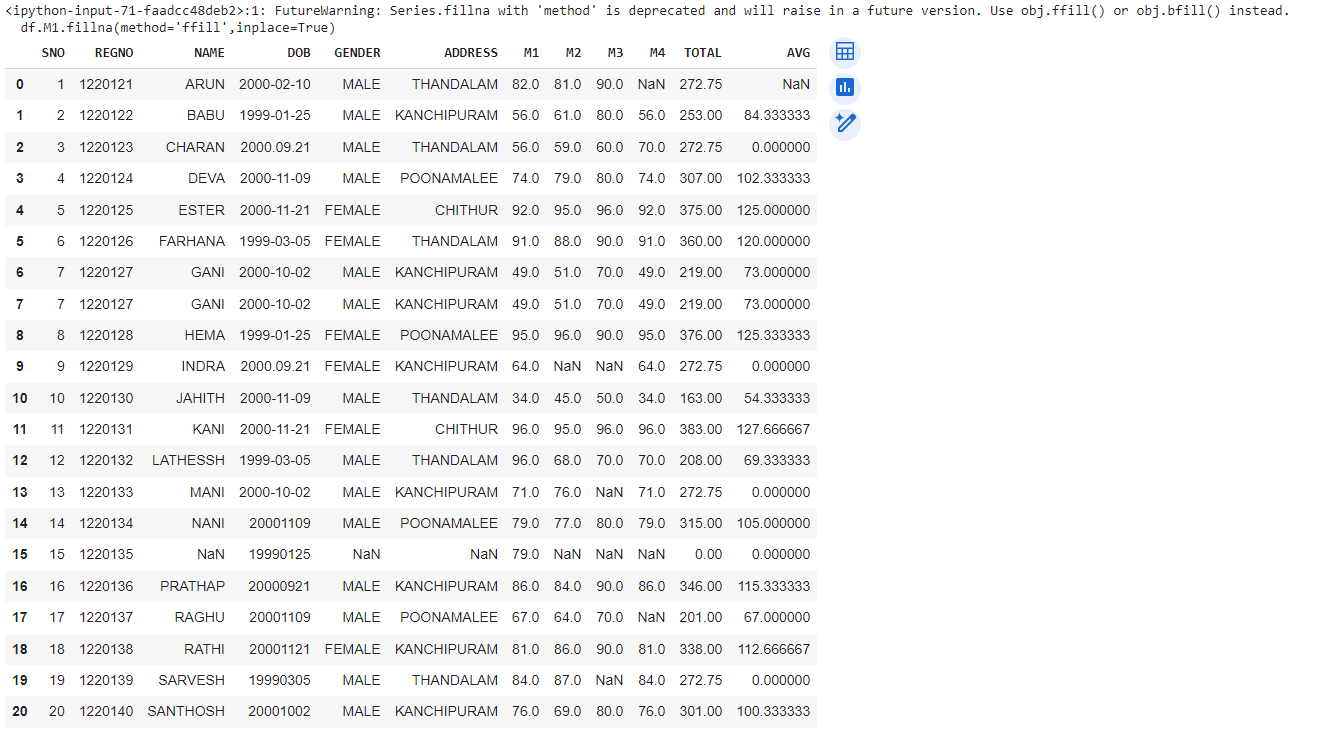 <ipython-input-71-faadcc48deb2>:1: FutureWarning: Series.fillna with 'method' is deprecated and will raise in a future version. Use obj.ffill() or obj.bfill() instead.
df.M1.fillna(method='ffill',inplace=True)
SNO REGNO NAME DOB GENDER ADDRESS M1 M2 M3 M4 TOTAL AVG
0 1 1220121 ARUN 2000-02-10 MALE THANDALAM 82.0 81.0 90.0 NaN 272.75 NaN
1 2 1220122 BABU 1999-01-25 MALE KANCHIPURAM 56.0 61.0 80.0 56.0 253.00 84.333333
2 3 1220123 CHARAN 2000.09.21 MALE THANDALAM 56.0 59.0 60.0 70.0 272.75 0.000000
3 4 1220124 DEVA 2000-11-09 MALE POONAMALEE 74.0 79.0 80.0 74.0 307.00 102.333333
4 5 1220125 ESTER 2000-11-21 FEMALE CHITHUR 92.0 95.0 96.0 92.0 375.00 125.000000
5 6 1220126 FARHANA 1999-03-05 FEMALE THANDALAM 91.0 88.0 90.0 91.0 360.00 120.000000
6 7 1220127 GANI 2000-10-02 MALE KANCHIPURAM 49.0 51.0 70.0 49.0 219.00 73.000000
7 7 1220127 GANI 2000-10-02 MALE KANCHIPURAM 49.0 51.0 70.0 49.0 219.00 73.000000
8 8 1220128 HEMA 1999-01-25 FEMALE POONAMALEE 95.0 96.0 90.0 95.0 376.00 125.333333
9 9 1220129 INDRA 2000.09.21 FEMALE KANCHIPURAM 64.0 NaN NaN 64.0 272.75 0.000000
10 10 1220130 JAHITH 2000-11-09 MALE THANDALAM 34.0 45.0 50.0 34.0 163.00 54.333333
11 11 1220131 KANI 2000-11-21 FEMALE CHITHUR 96.0 95.0 96.0 96.0 383.00 127.666667
12 12 1220132 LATHESSH 1999-03-05 MALE THANDALAM 96.0 68.0 70.0 70.0 208.00 69.333333
13 13 1220133 MANI 2000-10-02 MALE KANCHIPURAM 71.0 76.0 NaN 71.0 272.75 0.000000
14 14 1220134 NANI 20001109 MALE POONAMALEE 79.0 77.0 80.0 79.0 315.00 105.000000
15 15 1220135 NaN 19990125 NaN NaN 79.0 NaN NaN NaN 0.00 0.000000
16 16 1220136 PRATHAP 20000921 MALE KANCHIPURAM 86.0 84.0 90.0 86.0 346.00 115.333333
17 17 1220137 RAGHU 20001109 MALE POONAMALEE 67.0 64.0 70.0 NaN 201.00 67.000000
18 18 1220138 RATHI 20001121 FEMALE KANCHIPURAM 81.0 86.0 90.0 81.0 338.00 112.666667
19 19 1220139 SARVESH 19990305 MALE THANDALAM 84.0 87.0 NaN 84.0 272.75 0.000000
20 20 1220140 SANTHOSH 20001002 MALE KANCHIPURAM 76.0 69.0 80.0 76.0 301.00 100.333333